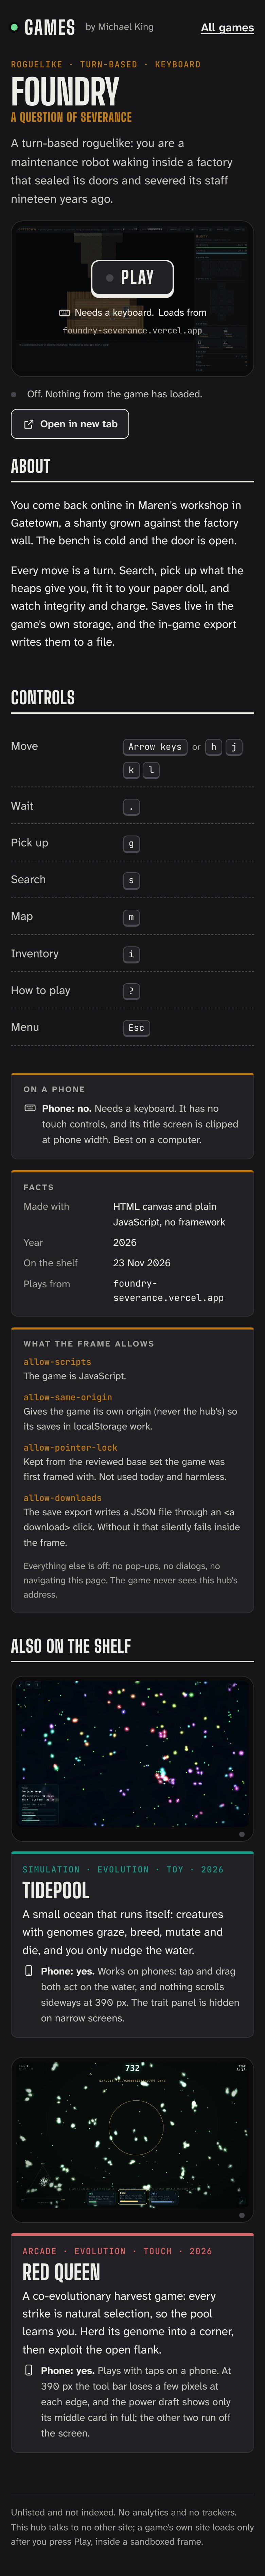 GAMES by Michael King All games
ROGUELIKE · TURN-BASED · KEYBOARD
FOUNDRY
A QUESTION OF SEVERANCE
A turn-based roguelike: you are a
maintenance robot waking inside a factory
that sealed its doors and severed its staff
nineteen years ago.
PLAY
Needs a keyboard. Loads from
foundry-severance.vercel.app
Off. Nothing from the game has loaded.
Open in new tab
ABOUT
You come back online in Maren's workshop in
Gatetown, a shanty grown against the factory
wall. The bench is cold and the door is open.
Every move is a turn. Search, pick up what the
heaps give you, fit it to your paper doll, and
watch integrity and charge. Saves live in the
game's own storage, and the in-game export
writes them to a file.
CONTROLS
Move Arrow keys or h j
k l
Wait .
Pick up g
Search s
Map m
Inventory i
How to play ?
Menu Esc
ON A PHONE
Phone: no. Needs a keyboard. It has no
touch controls, and its title screen is clipped
at phone width. Best on a computer.
FACTS
Made with HTML canvas and plain
JavaScript, no framework
Year 2026
On the shelf 23 Nov 2026
Plays from foundry-
severance.vercel.app
WHAT THE FRAME ALLOWS
allow-scripts
The game is JavaScript.
allow-same-origin
Gives the game its own origin (never the hub's) so
its saves in localStorage work.
allow-pointer-lock
Kept from the reviewed base set the game was
first framed with. Not used today and harmless.
allow-downloads
The save export writes a JSON file through an <a
download> click. Without it that silently fails inside
the frame.
Everything else is off: no pop-ups, no dialogs, no
navigating this page. The game never sees this hub's
address.
ALSO ON THE SHELF
SIMULATION · EVOLUTION · TOY · 2026
TIDEPOOL
A small ocean that runs itself: creatures
with genomes graze, breed, mutate and
die, and you only nudge the water.
Phone: yes. Works on phones: tap and drag
both act on the water, and nothing scrolls
sideways at 390 px. The trait panel is hidden
on narrow screens.
732
ARCADE · EVOLUTION · TOUCH · 2026
RED QUEEN
A co-evolutionary harvest game: every
strike is natural selection, so the pool
learns you. Herd its genome into a corner,
then exploit the open flank.
Phone: yes. Plays with taps on a phone. At
390 px the tool bar loses a few pixels at
each edge, and the power draft shows only
its middle card in full; the other two run off
the screen.
Unlisted and not indexed. No analytics and no trackers.
This hub talks to no other site; a game's own site loads only
after you press Play, inside a sandboxed frame.